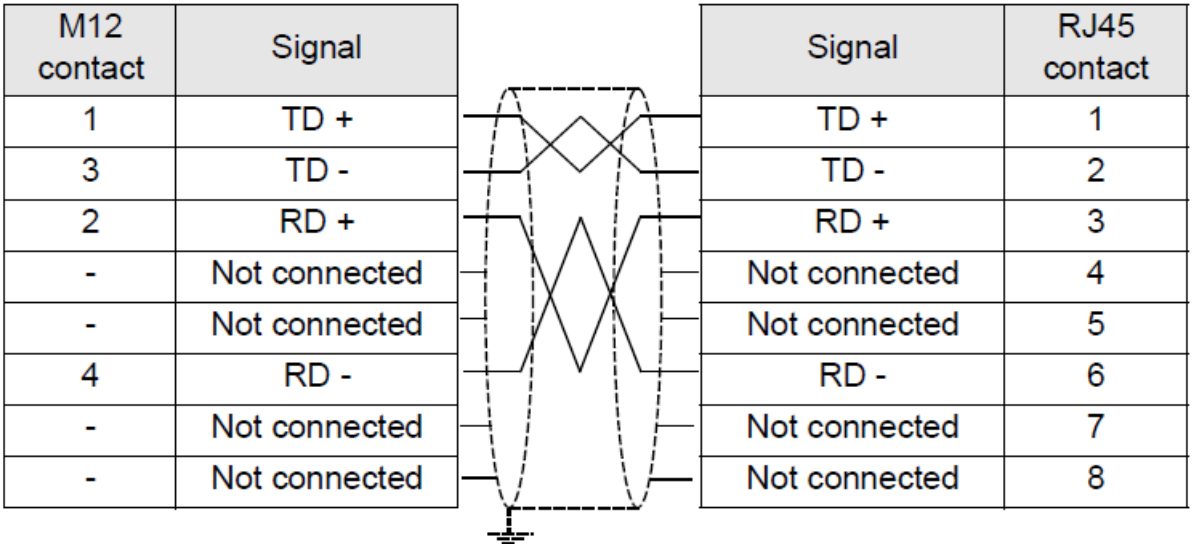 M12 contact Signal Signal RJ45 contact
1 TD + TD + 1
3 TD - TD - 2
2 RD + RD + 3
- Not connected Not connected 4
- Not connected Not connected 5
4 RD - RD - 6
- Not connected Not connected 7
- Not connected Not connected 8